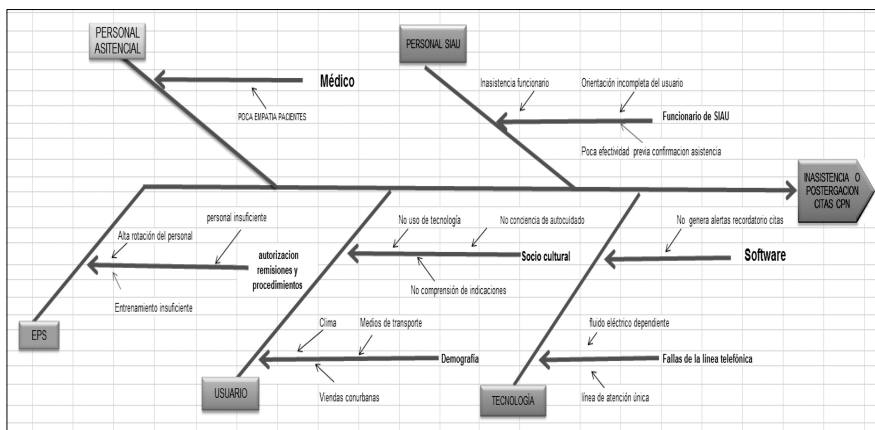 PERSONAL
ASITENCIAL
Médico
POCA EMPATIA PACENTES
PERSONAL SIAU
Inasistencia funcionario
Orientación incompleta del usuario
Funcionario de SIAU
Poca efectividad previa confirmacion asistencia
INASISTENCIA O
POSTERGACION
CITAS CPN
Alta rotación del personal
personal insuficiente
autorizacion
remisiones y
procedimientos
Entrenamiento insuficiente
EPS
No uso de tecnología
No conciencia de autocuidado
Socio cultural
No comprensión de indicaciones
Clima
Medios de transporte
Demografía
Viendas conurbanas
USUARIO
No genera alertas recordatorio citas
Software
fluido eléctrico dependiente
Fallas de la línea telefónica
línea de atención única
TECNOLOGÍA